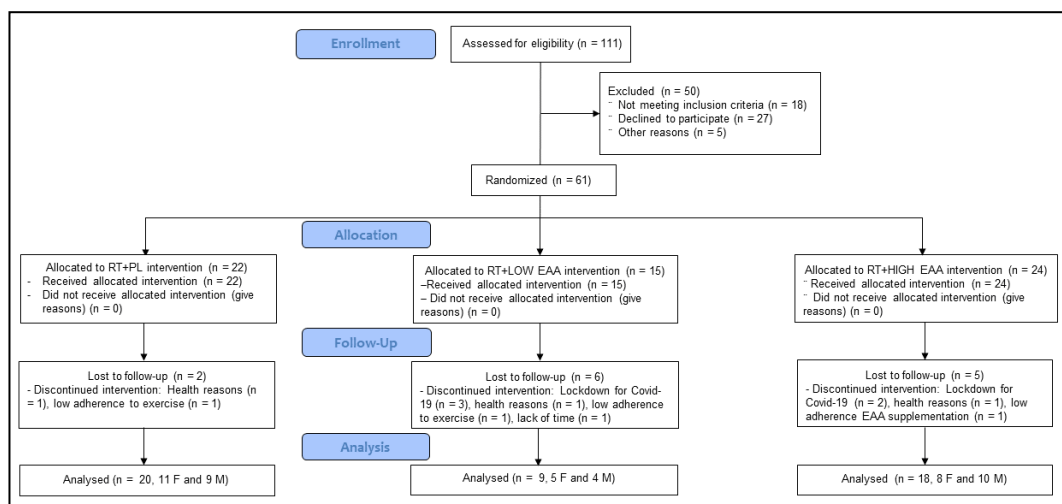 Enrollment
Assessed for eligibility (n = 111)
Excluded (n = 50)
¨ Not meeting inclusion criteria (n = 18)
¨ Declined to participate (n = 27)
¨ Other reasons (n = 5)
Randomized (n = 61)
Allocation
Allocated to RT+PL intervention (n = 22)
- Received allocated intervention (n = 22)
- Did not receive allocated intervention (give
reasons) (n = 0)
Allocated to RT+LOW EAA intervention (n = 15)
–Received allocated intervention (n = 15)
– Did not receive allocated intervention (give
reasons) (n = 0)
Allocated to RT+HIGH EAA intervention (n = 24)
¨ Received allocated intervention (n = 24)
¨ Did not receive allocated intervention (give
reasons) (n = 0)
Follow-Up
Lost to follow-up (n = 2)
- Discontinued intervention: Health reasons (n
= 1), low adherence to exercise (n = 1)
Lost to follow-up (n = 6)
- Discontinued intervention: Lockdown for Covid-
19 (n = 3), health reasons (n = 1), low adherence
to exercise (n = 1), lack of time (n = 1)
Lost to follow-up (n = 5)
- Discontinued intervention: Lockdown for
Covid-19 (n = 2), health reasons (n = 1), low
adherence EAA supplementation (n = 1)
Analysis
Analysed (n = 20, 11 F and 9 M)
Analysed (n = 9, 5 F and 4 M)
Analysed (n = 18, 8 F and 10 M)